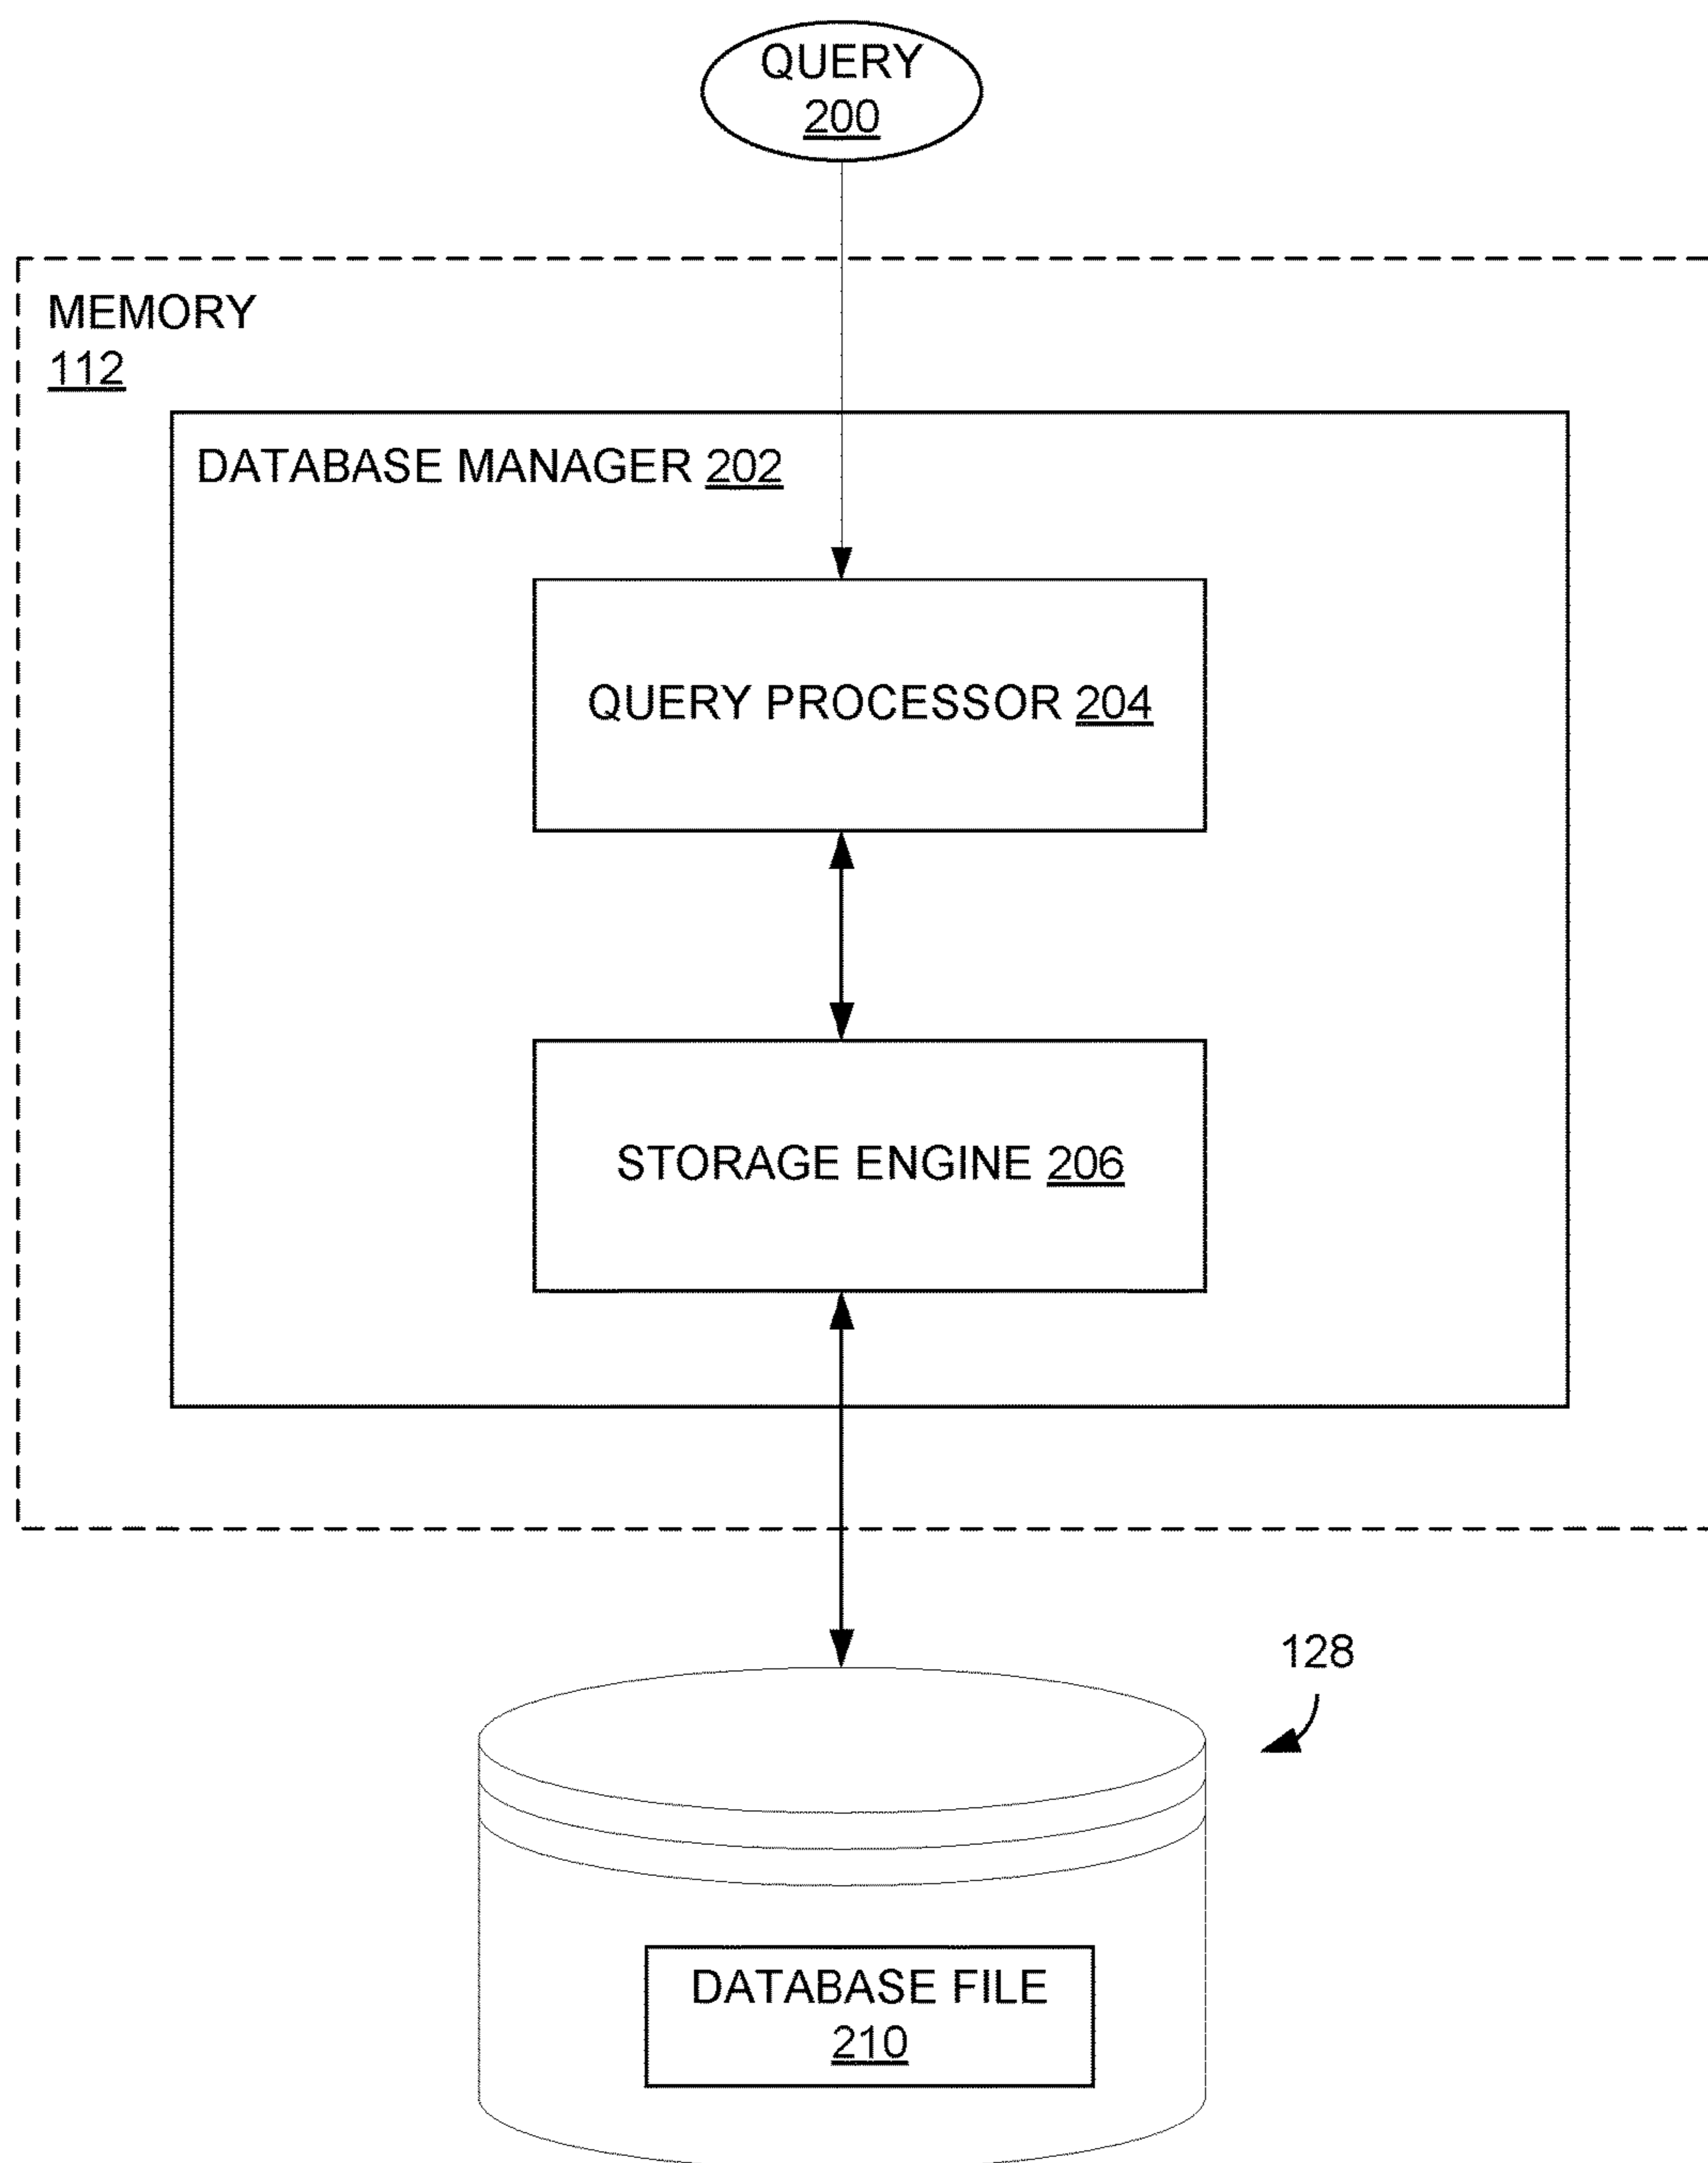 QUERY
200
MEMORY
112
DATABASE MANAGER 202
QUERY PROCESSOR 204
STORAGE ENGINE 206
128
DATABASE FILE
210